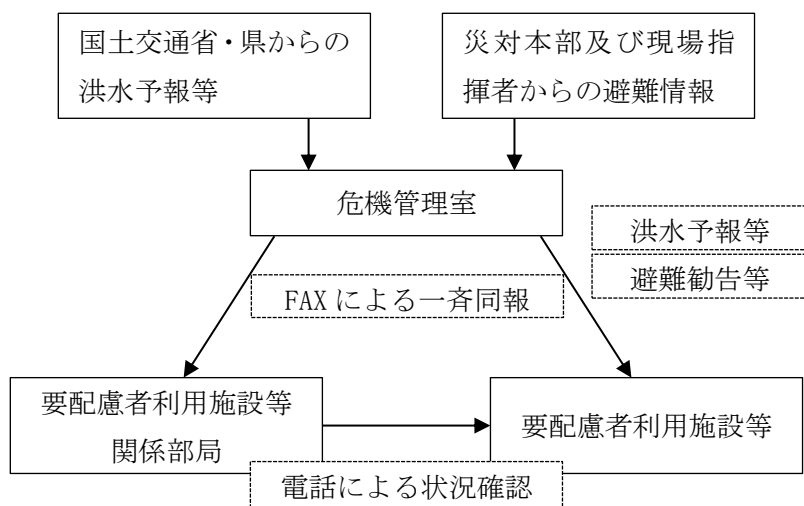 国土交通省・県からの
洪水予報等
災対本部及び現場指
揮者からの避難情報
危機管理室
洪水予報等
避難勧告等
FAX による一斉同報
要配慮者利用施設等
関係部局
要配慮者利用施設等
電話による状況確認